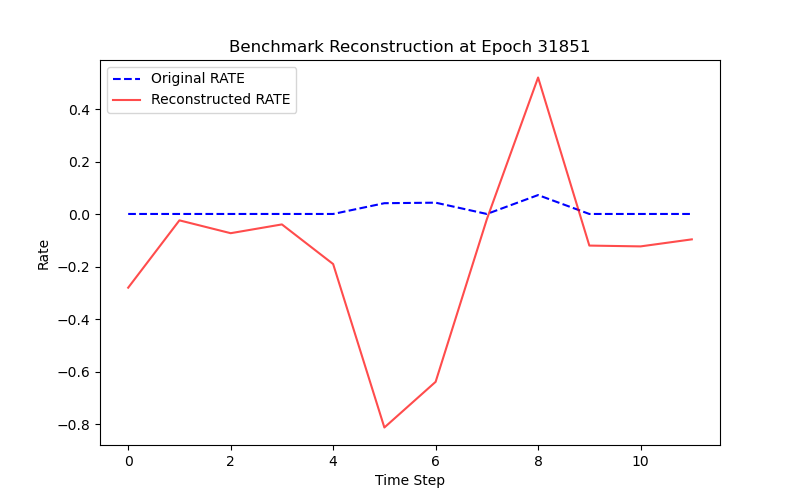 Benchmark Reconstruction at Epoch 31851
Original RATE
Reconstructed RATE
0.4
0.2
0.0
−0.2
−0.4
−0.6
−0.8
Rate
0 2 4 6 8 10
Time Step